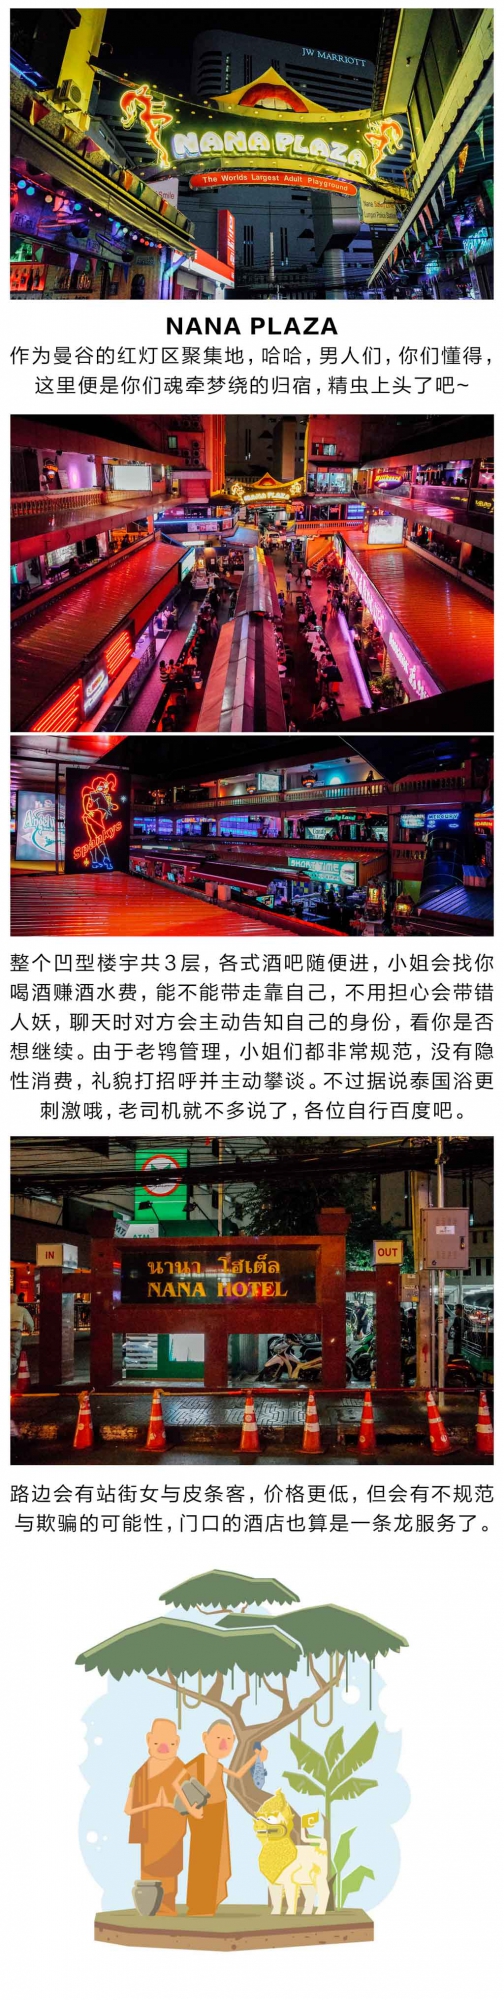 JW MARRIOTT
NANA PLAZA
The Worlds Largest Adult Playground
NANA PLAZA
作为曼谷的红灯区聚集地，哈哈，男人们，你们懂得，
这里便是你们魂牵梦绕的归宿，精虫上头了吧~
NANA PLAZA
Spankys
整个凹型楼宇共3层，各式酒吧随便进，小姐会找你
喝酒赚酒水费，能不能带走靠自己，不用担心会带错
人妖，聊天时对方会主动告知自己的身份，看你是否
想继续。由于老鸨管理，小姐们都非常规范，没有隐
性消费，礼貌打招呼并主动攀谈。不过据说泰国浴更
刺激哦，老司机就不多说了，各位自行百度吧。
IN
OUT
นานา โฮเต็ล
NANA HOTEL
路边会有站街女与皮条客，价格更低，但会有不规范
与欺骗的可能性，门口的酒店也算是一条龙服务了。